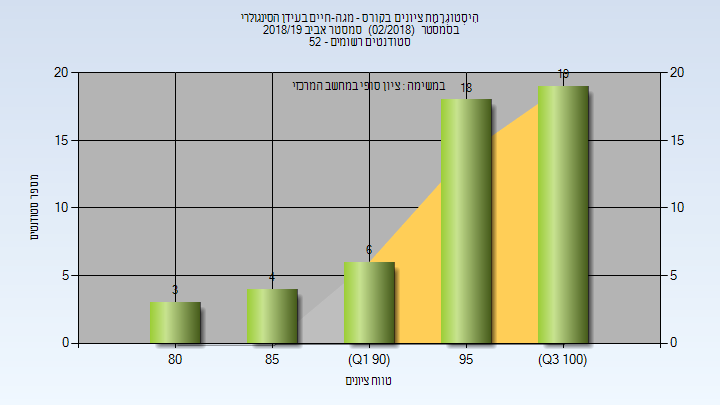 הִיסְטוֹגְרָמַת ציונים בקורס - מגה-חיים בעידן הסינגולרי
בסמסטר (02/2018) סמסטר אביב 2018/19
סטודנטים רשומים - 52
במשימה : ציון סופי במחשב המרכזי
מספר סטודנטים
20
15
10
5
0
20
15
10
5
0
3
4
6
18
19
80
85
(Q1 90)
95
(Q3 100)
טווח ציונים